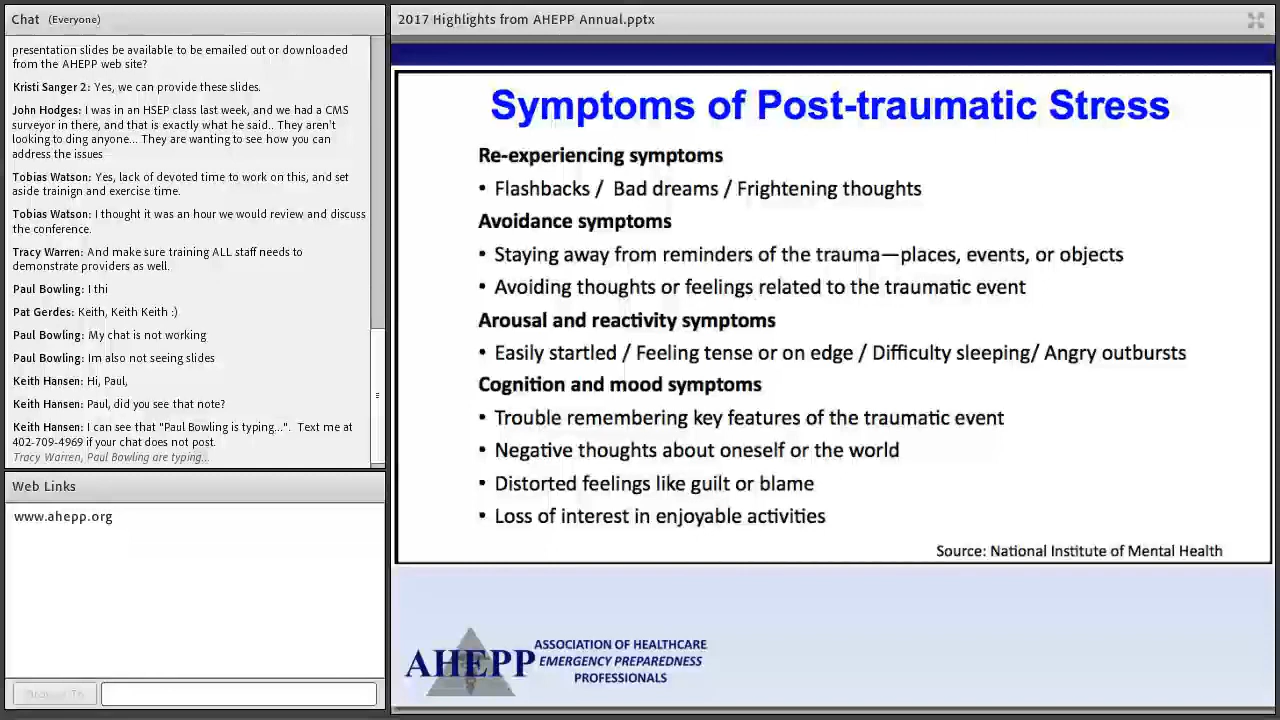 Chat (Everyone)
presentation slides be available to be emailed out or downloaded
from the AHEPP web site?
Kristi Sanger 2: Yes, we can provide these slides.
John Hodges: I was in an HSEP class last week, and we had a CMS
surveyor in there, and that is exactly what he said.. They aren't
looking to ding anyone... They are wanting to see how you can
address the issues
Tobias Watson: Yes, lack of devoted time to work on this, and set
aside trainign and exercise time.
Tobias Watson: I thought it was an hour we would review and discuss
the conference.
Tracy Warren: And make sure training ALL staff needs to
demonstrate providers as well.
Paul Bowling: I thi
Pat Gerdes: Keith, Keith Keith :)
Paul Bowling: My chat is not working
Paul Bowling: Im also not seeing slides
Keith Hansen: Hi, Paul,
Keith Hansen: Paul, did you see that note?
Keith Hansen: I can see that "Paul Bowling is typing...". Text me at
402-709-4969 if your chat does not post.
Tracy Warren, Paul Bowling are typing...
Web Links
www.ahepp.org
Browse To
2017 Highlights from AHEPP Annual.pptx
Symptoms of Post-traumatic Stress
Re-experiencing symptoms
• Flashbacks / Bad dreams / Frightening thoughts
Avoidance symptoms
• Staying away from reminders of the trauma—places, events, or objects
• Avoiding thoughts or feelings related to the traumatic event
Arousal and reactivity symptoms
• Easily startled / Feeling tense or on edge / Difficulty sleeping/ Angry outbursts
Cognition and mood symptoms
• Trouble remembering key features of the traumatic event
• Negative thoughts about oneself or the world
• Distorted feelings like guilt or blame
• Loss of interest in enjoyable activities
Source: National Institute of Mental Health
AHEPP
ASSOCIATION OF HEALTHCARE
EMERGENCY PREPAREDNESS
PROFESSIONALS